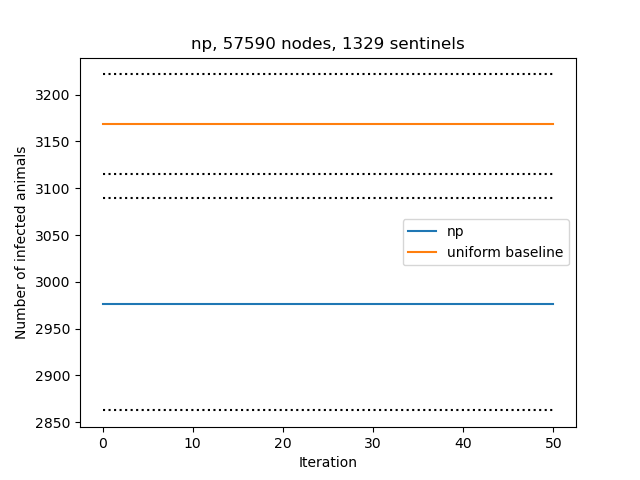 np, 57590 nodes, 1329 sentinels
Number of infected animals
3200
3150
3100
3050
3000
2950
2900
2850
np
uniform baseline
0 10 20 30 40 50
Iteration